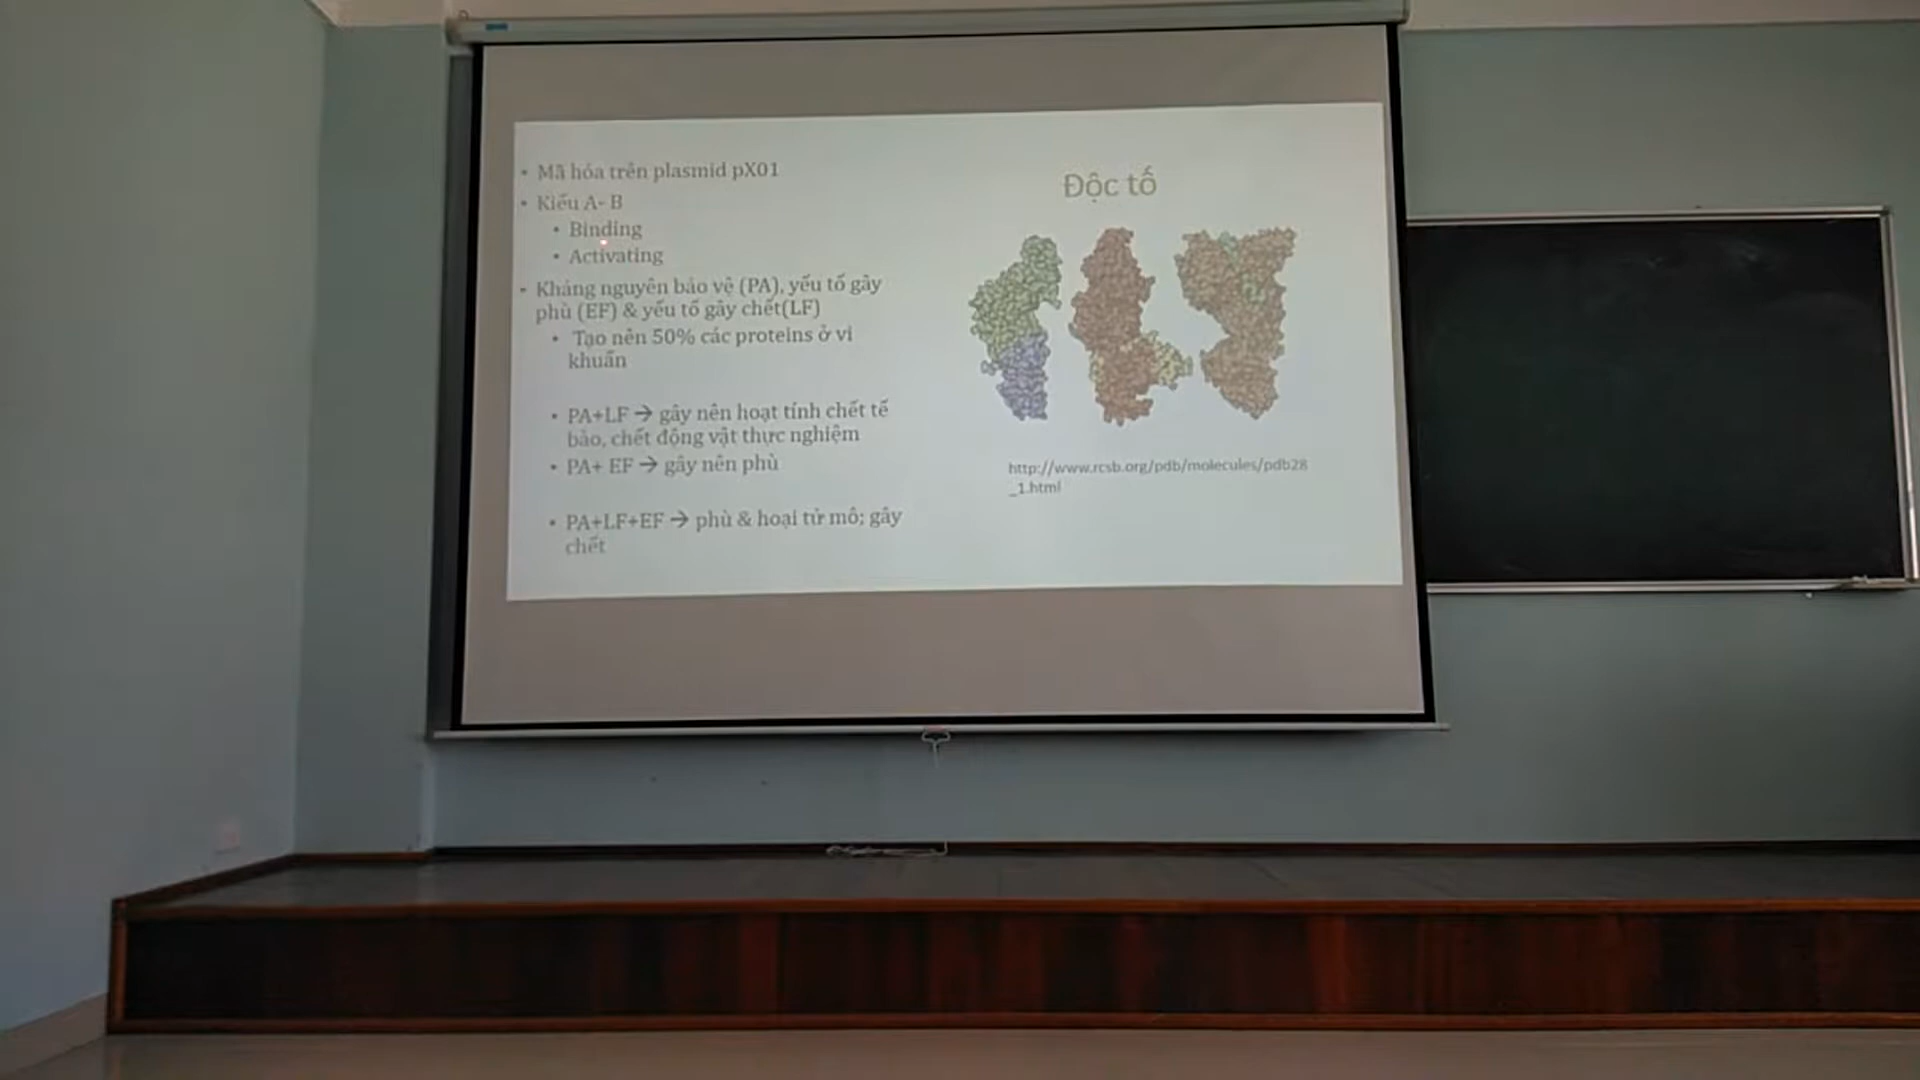 • Mã hóa trên plasmid pX01
• Kiểu A- B
• Binding
• Activating
• Kháng nguyên bảo vệ (PA), yếu tố gây
phù (EF) & yếu tố gây chết(LF)
• Tạo nên 50% các proteins ở vi
khuẩn
• PA+LF → gây nên hoạt tính chết tế
bào, chết động vật thực nghiệm
• PA+ EF → gây nên phù
• PA+LF+EF → phù & hoại tử mô; gây
chết
Độc tố
http://www.rcsb.org/pdb/molecules/pdb28
_1.html